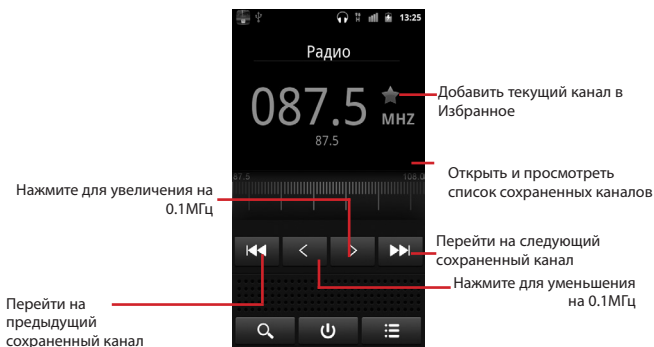 13:25
Радио
087.5
MHZ
87.5
87.5
108.0
Добавить текущий канал в
Избранное
Открыть и просмотреть
список сохраненных каналов
Нажмите для увеличения на
0.1МГц
Перейти на следующий
сохраненный канал
Нажмите для уменьшения
на 0.1МГц
Перейти на
предыдущий
сохраненный канал